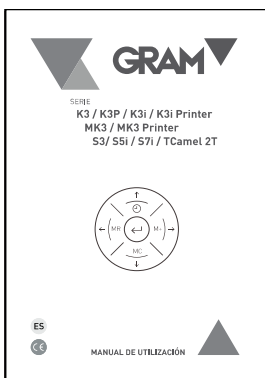 GRAM
SERIE
K3 / K3P / K3i / K3i Printer
MK3 / MK3 Printer
S3/ S5i / S7i / TCamel 2T
MR
M+
MC
ES
CE
MANUAL DE UTILIZACIÓN